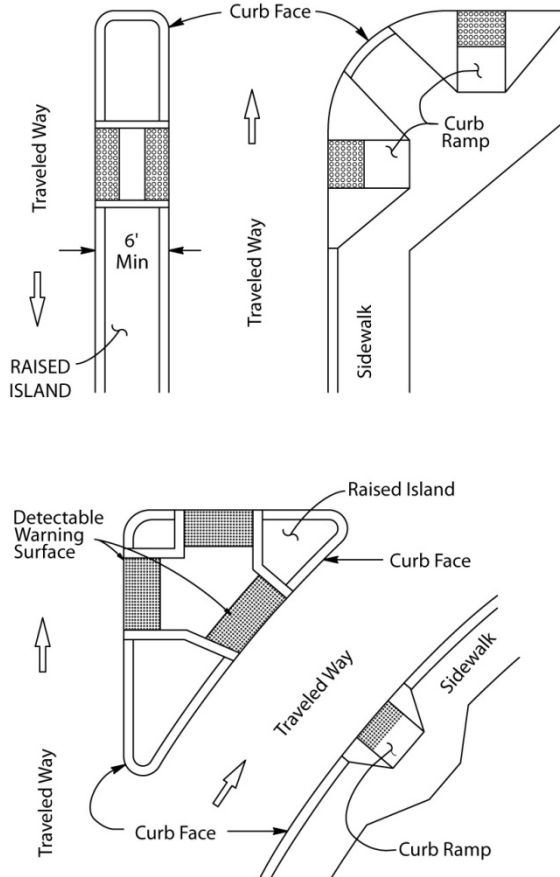 Curb Face
Traveled Way
Curb
Ramp
6'
Min
Traveled Way
Sidewalk
RAISED
ISLAND
Raised Island
Detectable
Warning
Surface
Curb Face
Sidewalk
Traveled Way
Traveled Way
Curb Face
Curb Ramp